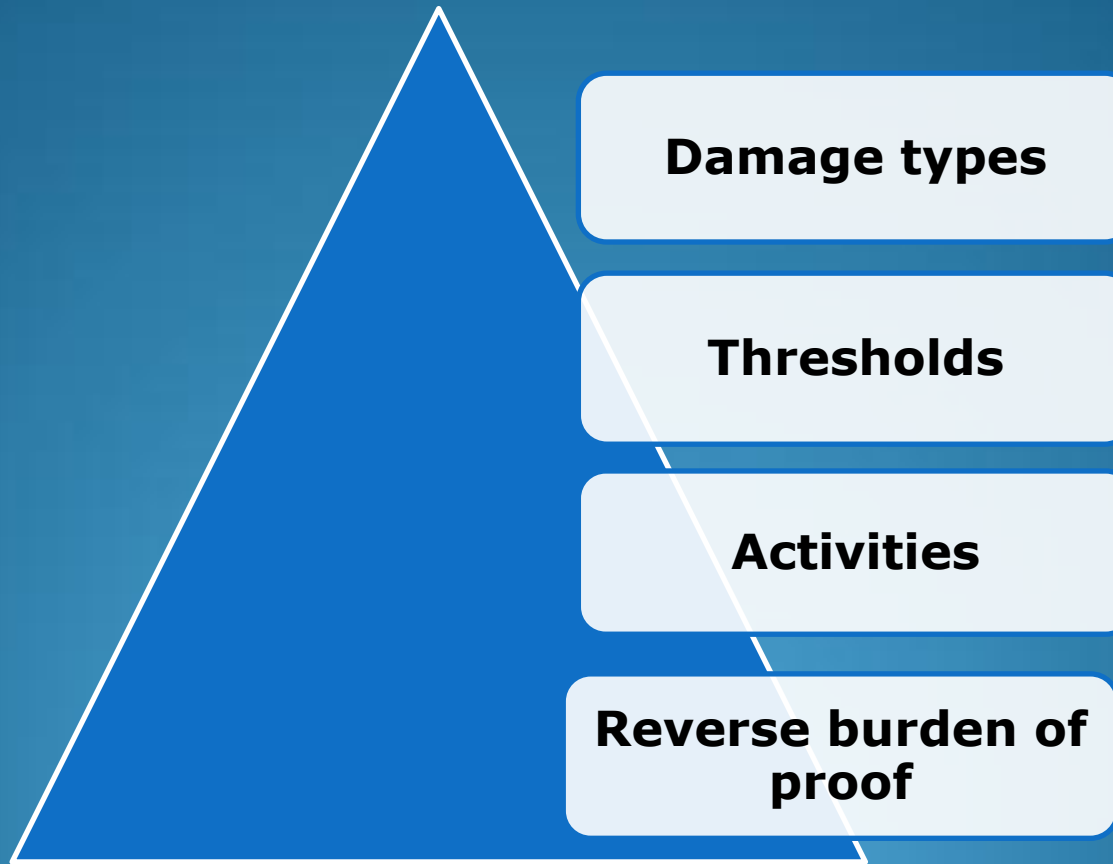 Damage types
Thresholds
Activities
Reverse burden of
proof